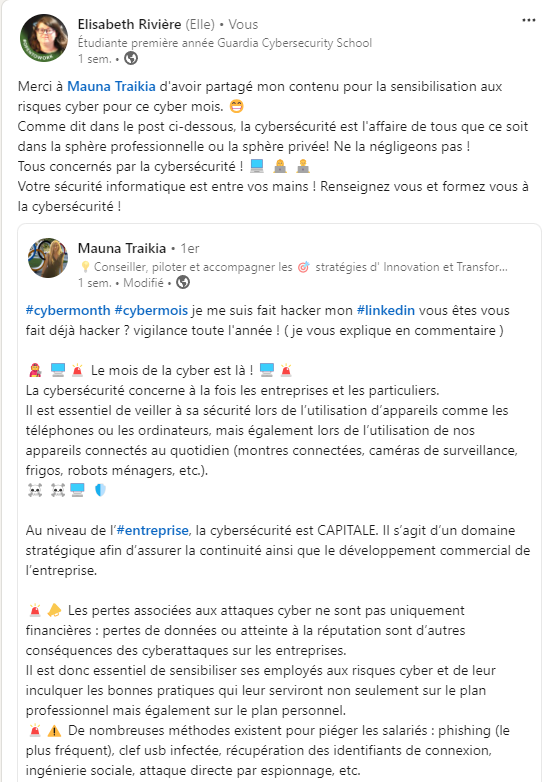 Elisabeth Rivière (Elle) • Vous
Étudiante première année Guardia Cybersecurity School
1 sem. •
Merci à Mauna Traikia d'avoir partagé mon contenu pour la sensibilisation aux
risques cyber pour ce cyber mois. 😁
Comme dit dans le post ci-dessous, la cybersécurité est l'affaire de tous que ce soit
dans la sphère professionnelle ou la sphère privée! Ne la négligeons pas !
Tous concernés par la cybersécurité ! 💻 🧑‍💻 🧑‍💻
Votre sécurité informatique est entre vos mains ! Renseignez vous et formez vous à
la cybersécurité !
Mauna Traikia • 1er
💡Conseiller, piloter et accompagner les 🎯 stratégies d' Innovation et Transfor...
1 sem. • Modifié •
#cybermonth #cybermois je me suis fait hacker mon #linkedin vous êtes vous
fait déjà hacker ? vigilance toute l'année ! ( je vous explique en commentaire )
👩‍🎤 💻🚨 Le mois de la cyber est là ! 💻🚨
La cybersécurité concerne à la fois les entreprises et les particuliers.
Il est essentiel de veiller à sa sécurité lors de l’utilisation d’appareils comme les
téléphones ou les ordinateurs, mais également lors de l’utilisation de nos
appareils connectés au quotidien (montres connectées, caméras de surveillance,
frigos, robots ménagers, etc.).
☠️ ☠️💻 🛡️
Au niveau de l’#entreprise, la cybersécurité est CAPITALE. Il s’agit d’un domaine
stratégique afin d’assurer la continuité ainsi que le développement commercial de
l’entreprise.
🚨 📣 Les pertes associées aux attaques cyber ne sont pas uniquement
financières : pertes de données ou atteinte à la réputation sont d’autres
conséquences des cyberattaques sur les entreprises.
Il est donc essentiel de sensibiliser ses employés aux risques cyber et de leur
inculquer les bonnes pratiques qui leur serviront non seulement sur le plan
professionnel mais également sur le plan personnel.
🚨 ⚠️ De nombreuses méthodes existent pour piéger les salariés : phishing (le
plus fréquent), clef usb infectée, récupération des identifiants de connexion,
ingénierie sociale, attaque directe par espionnage, etc.